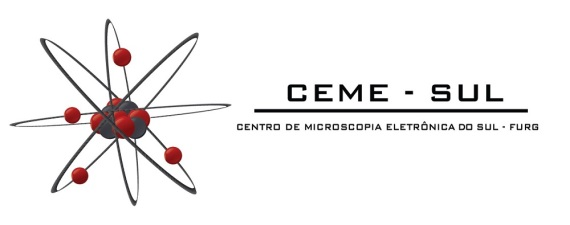 CEME - SUL
CENTRO DE MICROSCOPIA ELETRÔNICA DO SUL - FURG